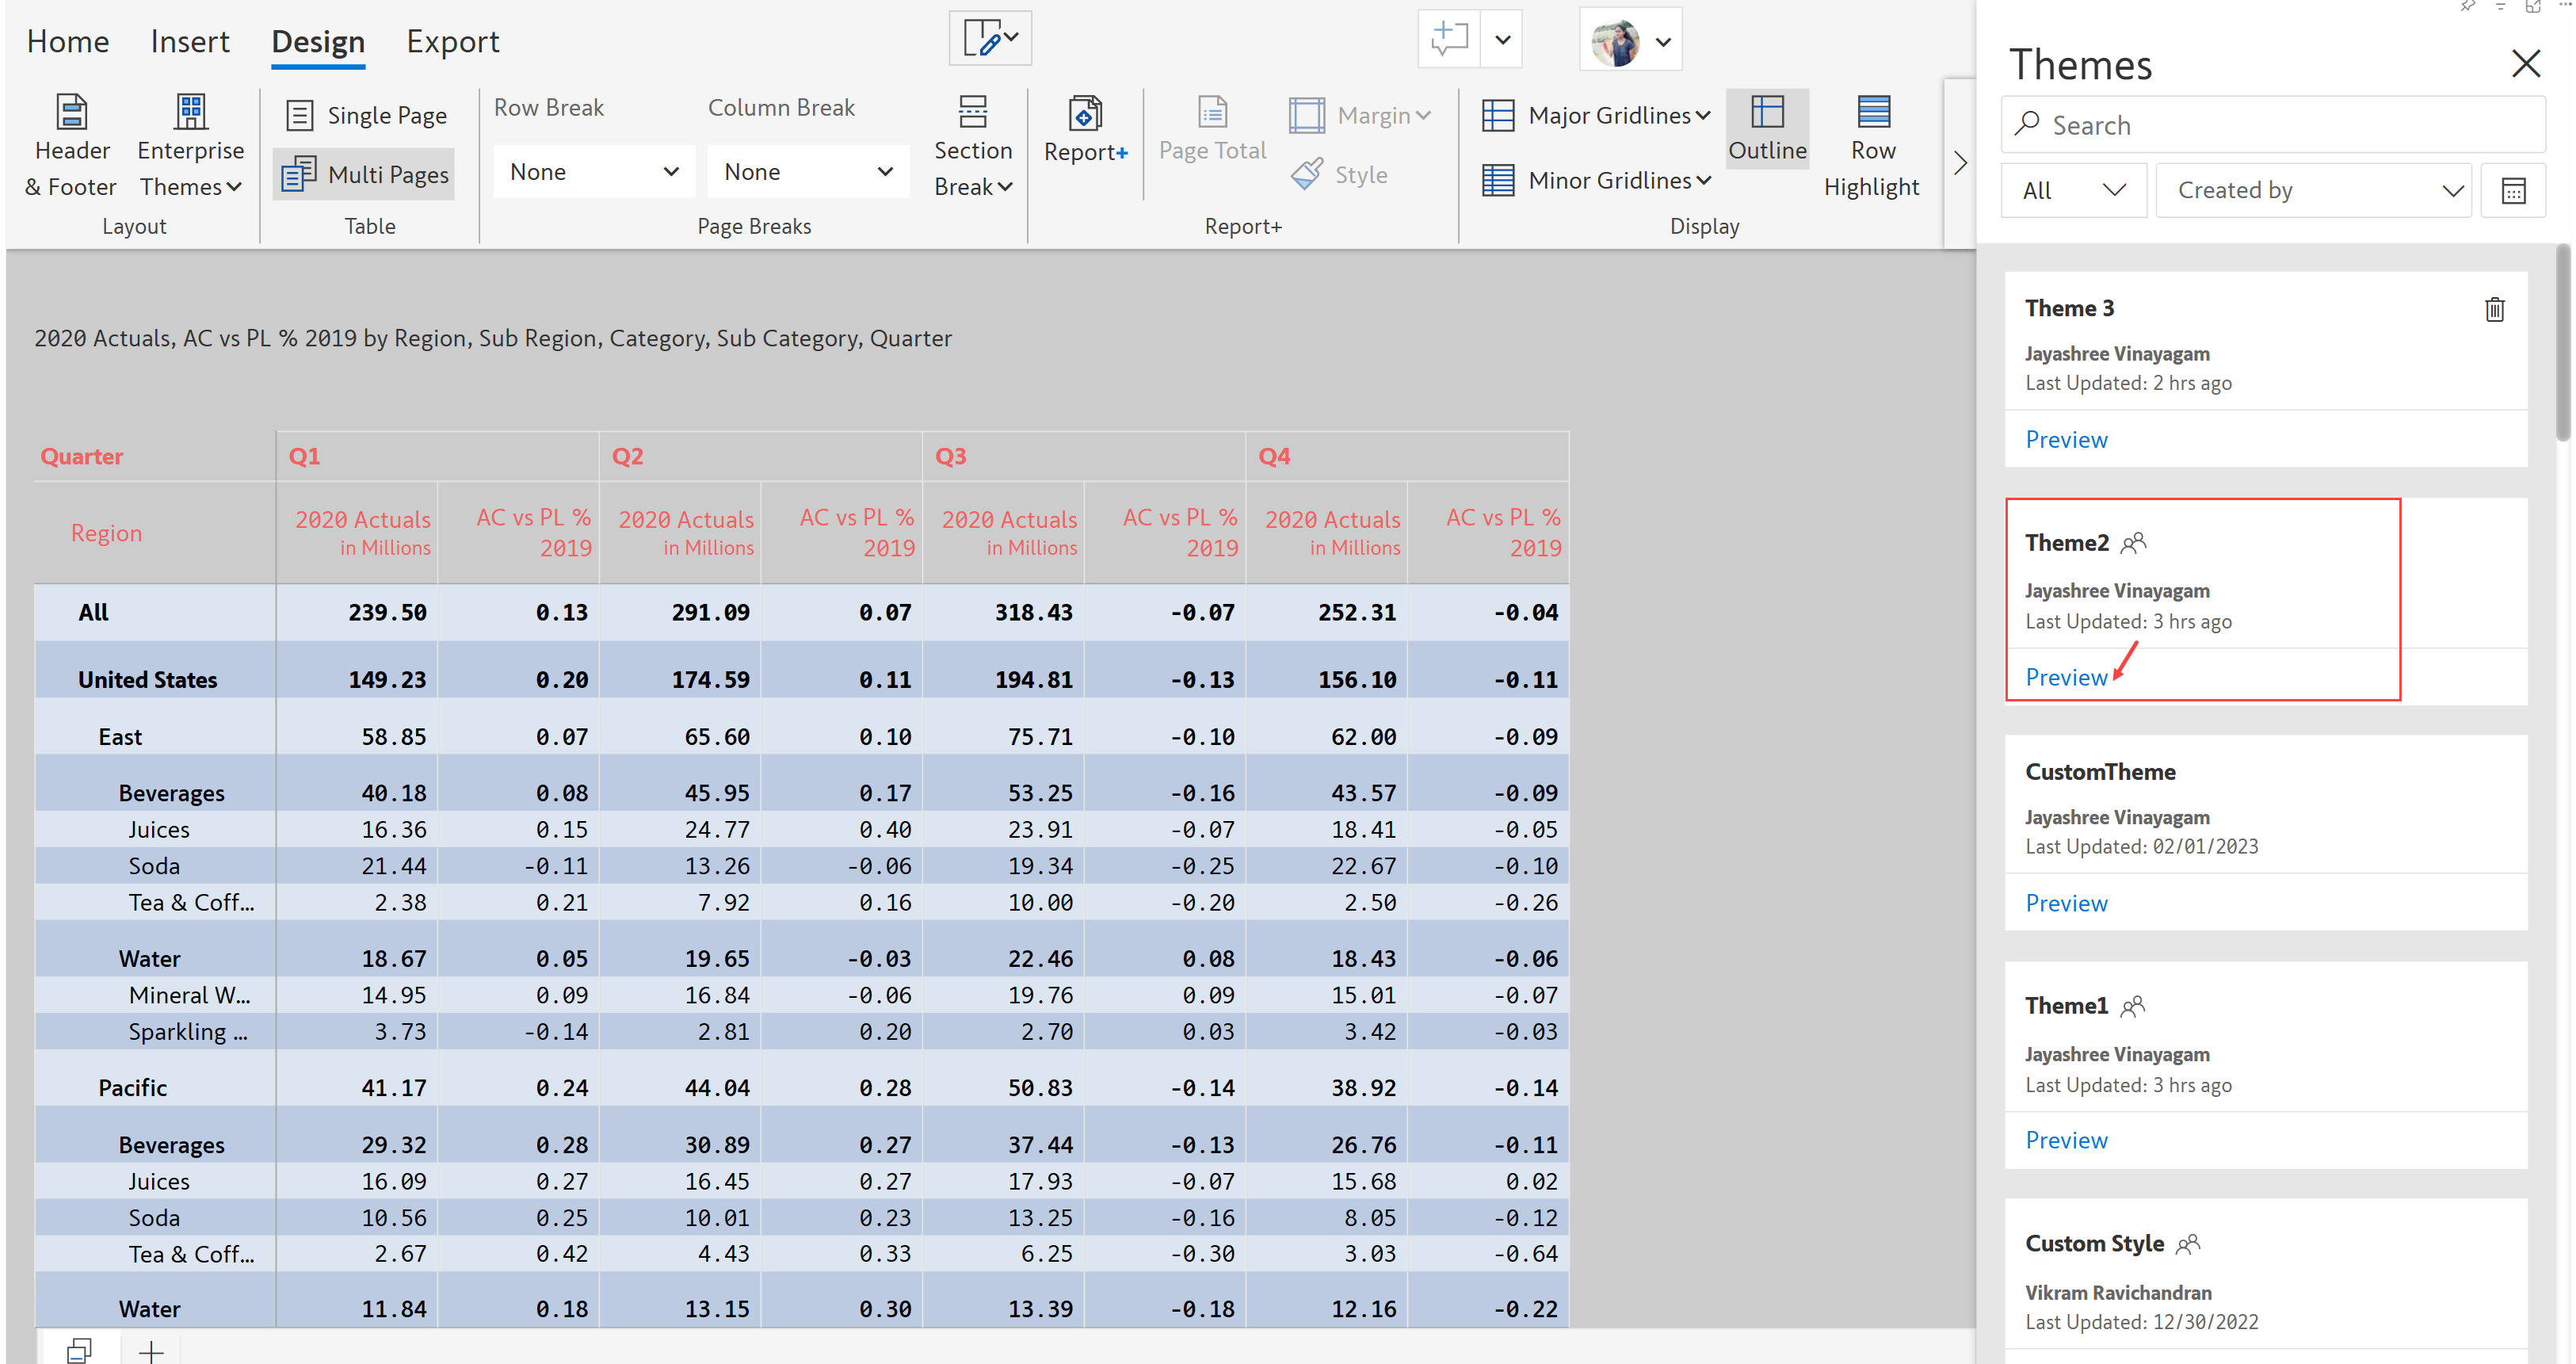 Home Insert Design Export
Header & Footer
Enterprise Themes
Layout
Single Page
Multi Pages
Table
Row Break
None
Column Break
None
Section Break
Page Breaks
Report+
Page Total
Margin
Style
Report+
Major Gridlines
Minor Gridlines
Outline
Row Highlight
Display
2020 Actuals, AC vs PL % 2019 by Region, Sub Region, Category, Sub Category, Quarter
Quarter Q1 Q2 Q3 Q4
Region 2020 Actuals in Millions AC vs PL % 2019 2020 Actuals in Millions AC vs PL % 2019 2020 Actuals in Millions AC vs PL % 2019 2020 Actuals in Millions AC vs PL % 2019
All 239.50 0.13 291.09 0.07 318.43 -0.07 252.31 -0.04
United States 149.23 0.20 174.59 0.11 194.81 -0.13 156.10 -0.11
East 58.85 0.07 65.60 0.10 75.71 -0.10 62.00 -0.09
Beverages 40.18 0.08 45.95 0.17 53.25 -0.16 43.57 -0.09
Juices 16.36 0.15 24.77 0.40 23.91 -0.07 18.41 -0.05
Soda 21.44 -0.11 13.26 -0.06 19.34 -0.25 22.67 -0.10
Tea & Coff... 2.38 0.21 7.92 0.16 10.00 -0.20 2.50 -0.26
Water 18.67 0.05 19.65 -0.03 22.46 0.08 18.43 -0.06
Mineral W... 14.95 0.09 16.84 -0.06 19.76 0.09 15.01 -0.07
Sparkling ... 3.73 -0.14 2.81 0.20 2.70 0.03 3.42 -0.03
Pacific 41.17 0.24 44.04 0.28 50.83 -0.14 38.92 -0.14
Beverages 29.32 0.28 30.89 0.27 37.44 -0.13 26.76 -0.11
Juices 16.09 0.27 16.45 0.27 17.93 -0.07 15.68 0.02
Soda 10.56 0.25 10.01 0.23 13.25 -0.16 8.05 -0.12
Tea & Coff... 2.67 0.42 4.43 0.33 6.25 -0.30 3.03 -0.64
Water 11.84 0.18 13.15 0.30 13.39 -0.18 12.16 -0.22
Themes
Search
All Created by
Theme 3
Jayashree Vinayagam
Last Updated: 2 hrs ago
Preview
Theme2
Jayashree Vinayagam
Last Updated: 3 hrs ago
Preview
CustomTheme
Jayashree Vinayagam
Last Updated: 02/01/2023
Preview
Theme1
Jayashree Vinayagam
Last Updated: 3 hrs ago
Preview
Custom Style
Vikram Ravichandran
Last Updated: 12/30/2022